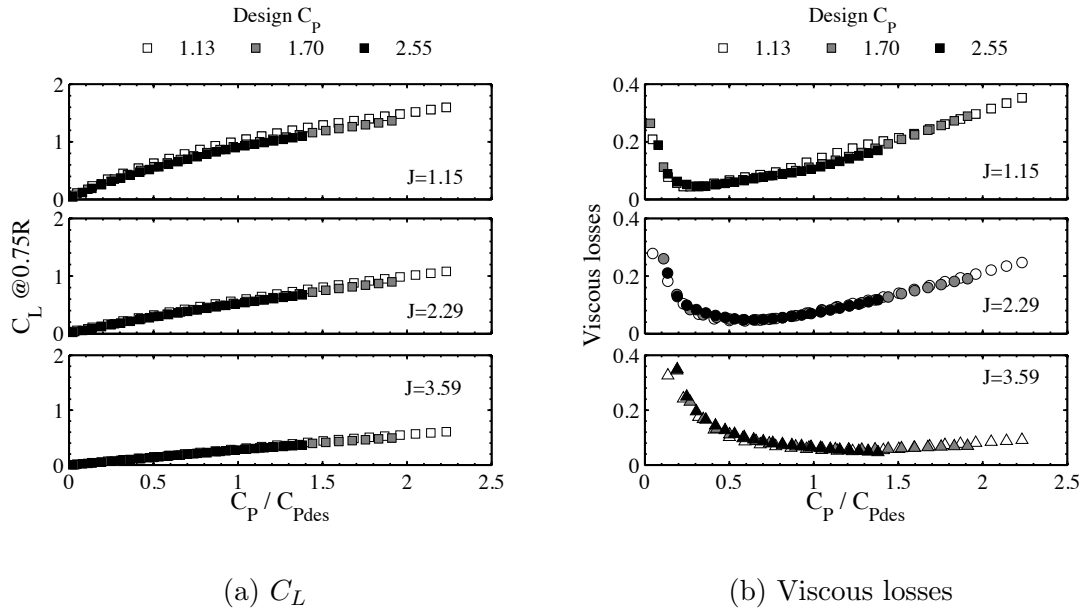 Design C_P
1.13 1.70 2.55
2
1
0
J=1.15
2
1
0
J=2.29
2
1
0
J=3.59
C_L @0.75R
0 0.5 1 1.5 2 2.5
C_P / C_Pdes
(a) C_L
Design C_P
1.13 1.70 2.55
0.4
0.2
0
J=1.15
0.4
0.2
0
J=2.29
0.4
0.2
0
J=3.59
Viscous losses
0 0.5 1 1.5 2 2.5
C_P / C_Pdes
(b) Viscous losses